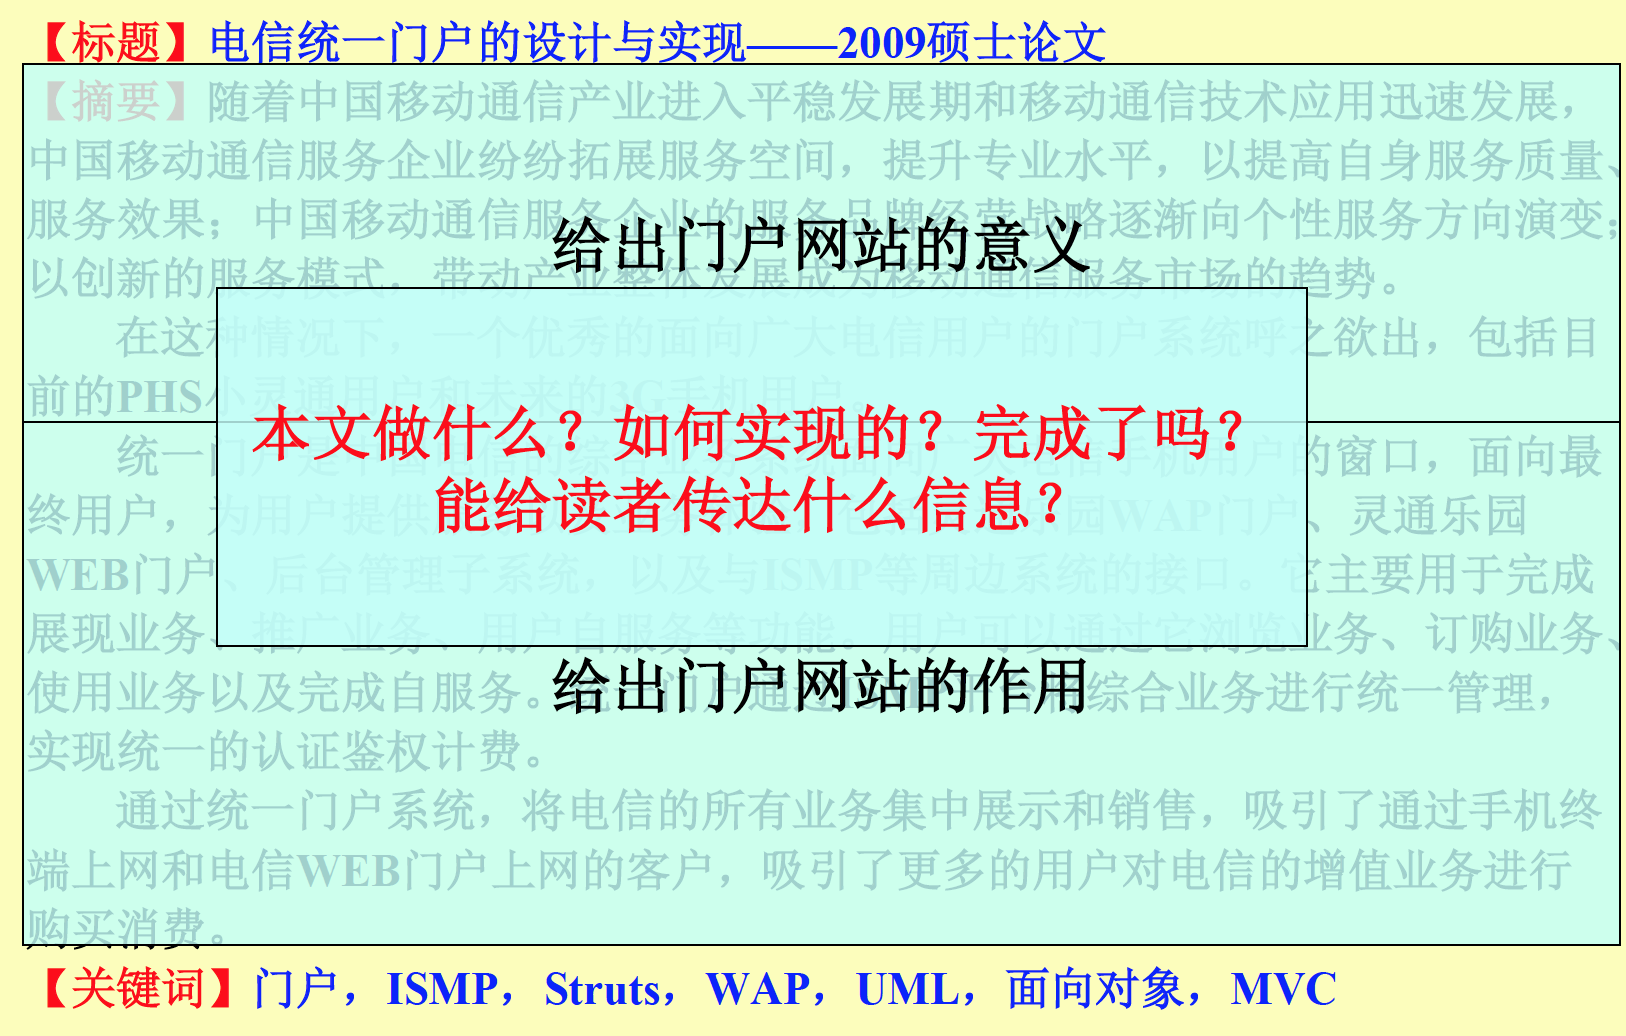 【标题】电信统一门户的设计与实现——2009硕士论文
【摘要】随着中国移动通信产业进入平稳发展期和移动通信技术应用迅速发展，
中国移动通信服务企业纷纷拓展服务空间，提升专业水平，以提高自身服务质量、
服务效果；中国移动通信服务企业的服务品牌经营战略逐渐向个性服务方向演变；
给出门户网站的意义
以创新的服务模式，带动产业整体发展成为移动通信服务市场的趋势。
在这种情况下，一个优秀的面向广大电信用户的门户系统呼之欲出，包括目
前的PHS小灵通用户和未来的3G手机用户。
本文做什么？如何实现的？完成了吗？
能给读者传达什么信息？
统一门户 的窗口，面向最
终用户，为用户提供 园WAP门户、灵通乐园
WEB门户、后台管理子系统，以及与ISMP等周边系统的接口。它主要用于完成
展现业务、推广业务、用户自服务等功能。用户可以通过它浏览业务、订购业务、
给出门户网站的作用
使用业务以及完成自服务。 综合业务进行统一管理，
实现统一的认证鉴权计费。
通过统一门户系统，将电信的所有业务集中展示和销售，吸引了通过手机终
端上网和电信WEB门户上网的客户，吸引了更多的用户对电信的增值业务进行
购买消费。
【关键词】门户，ISMP，Struts，WAP，UML，面向对象，MVC